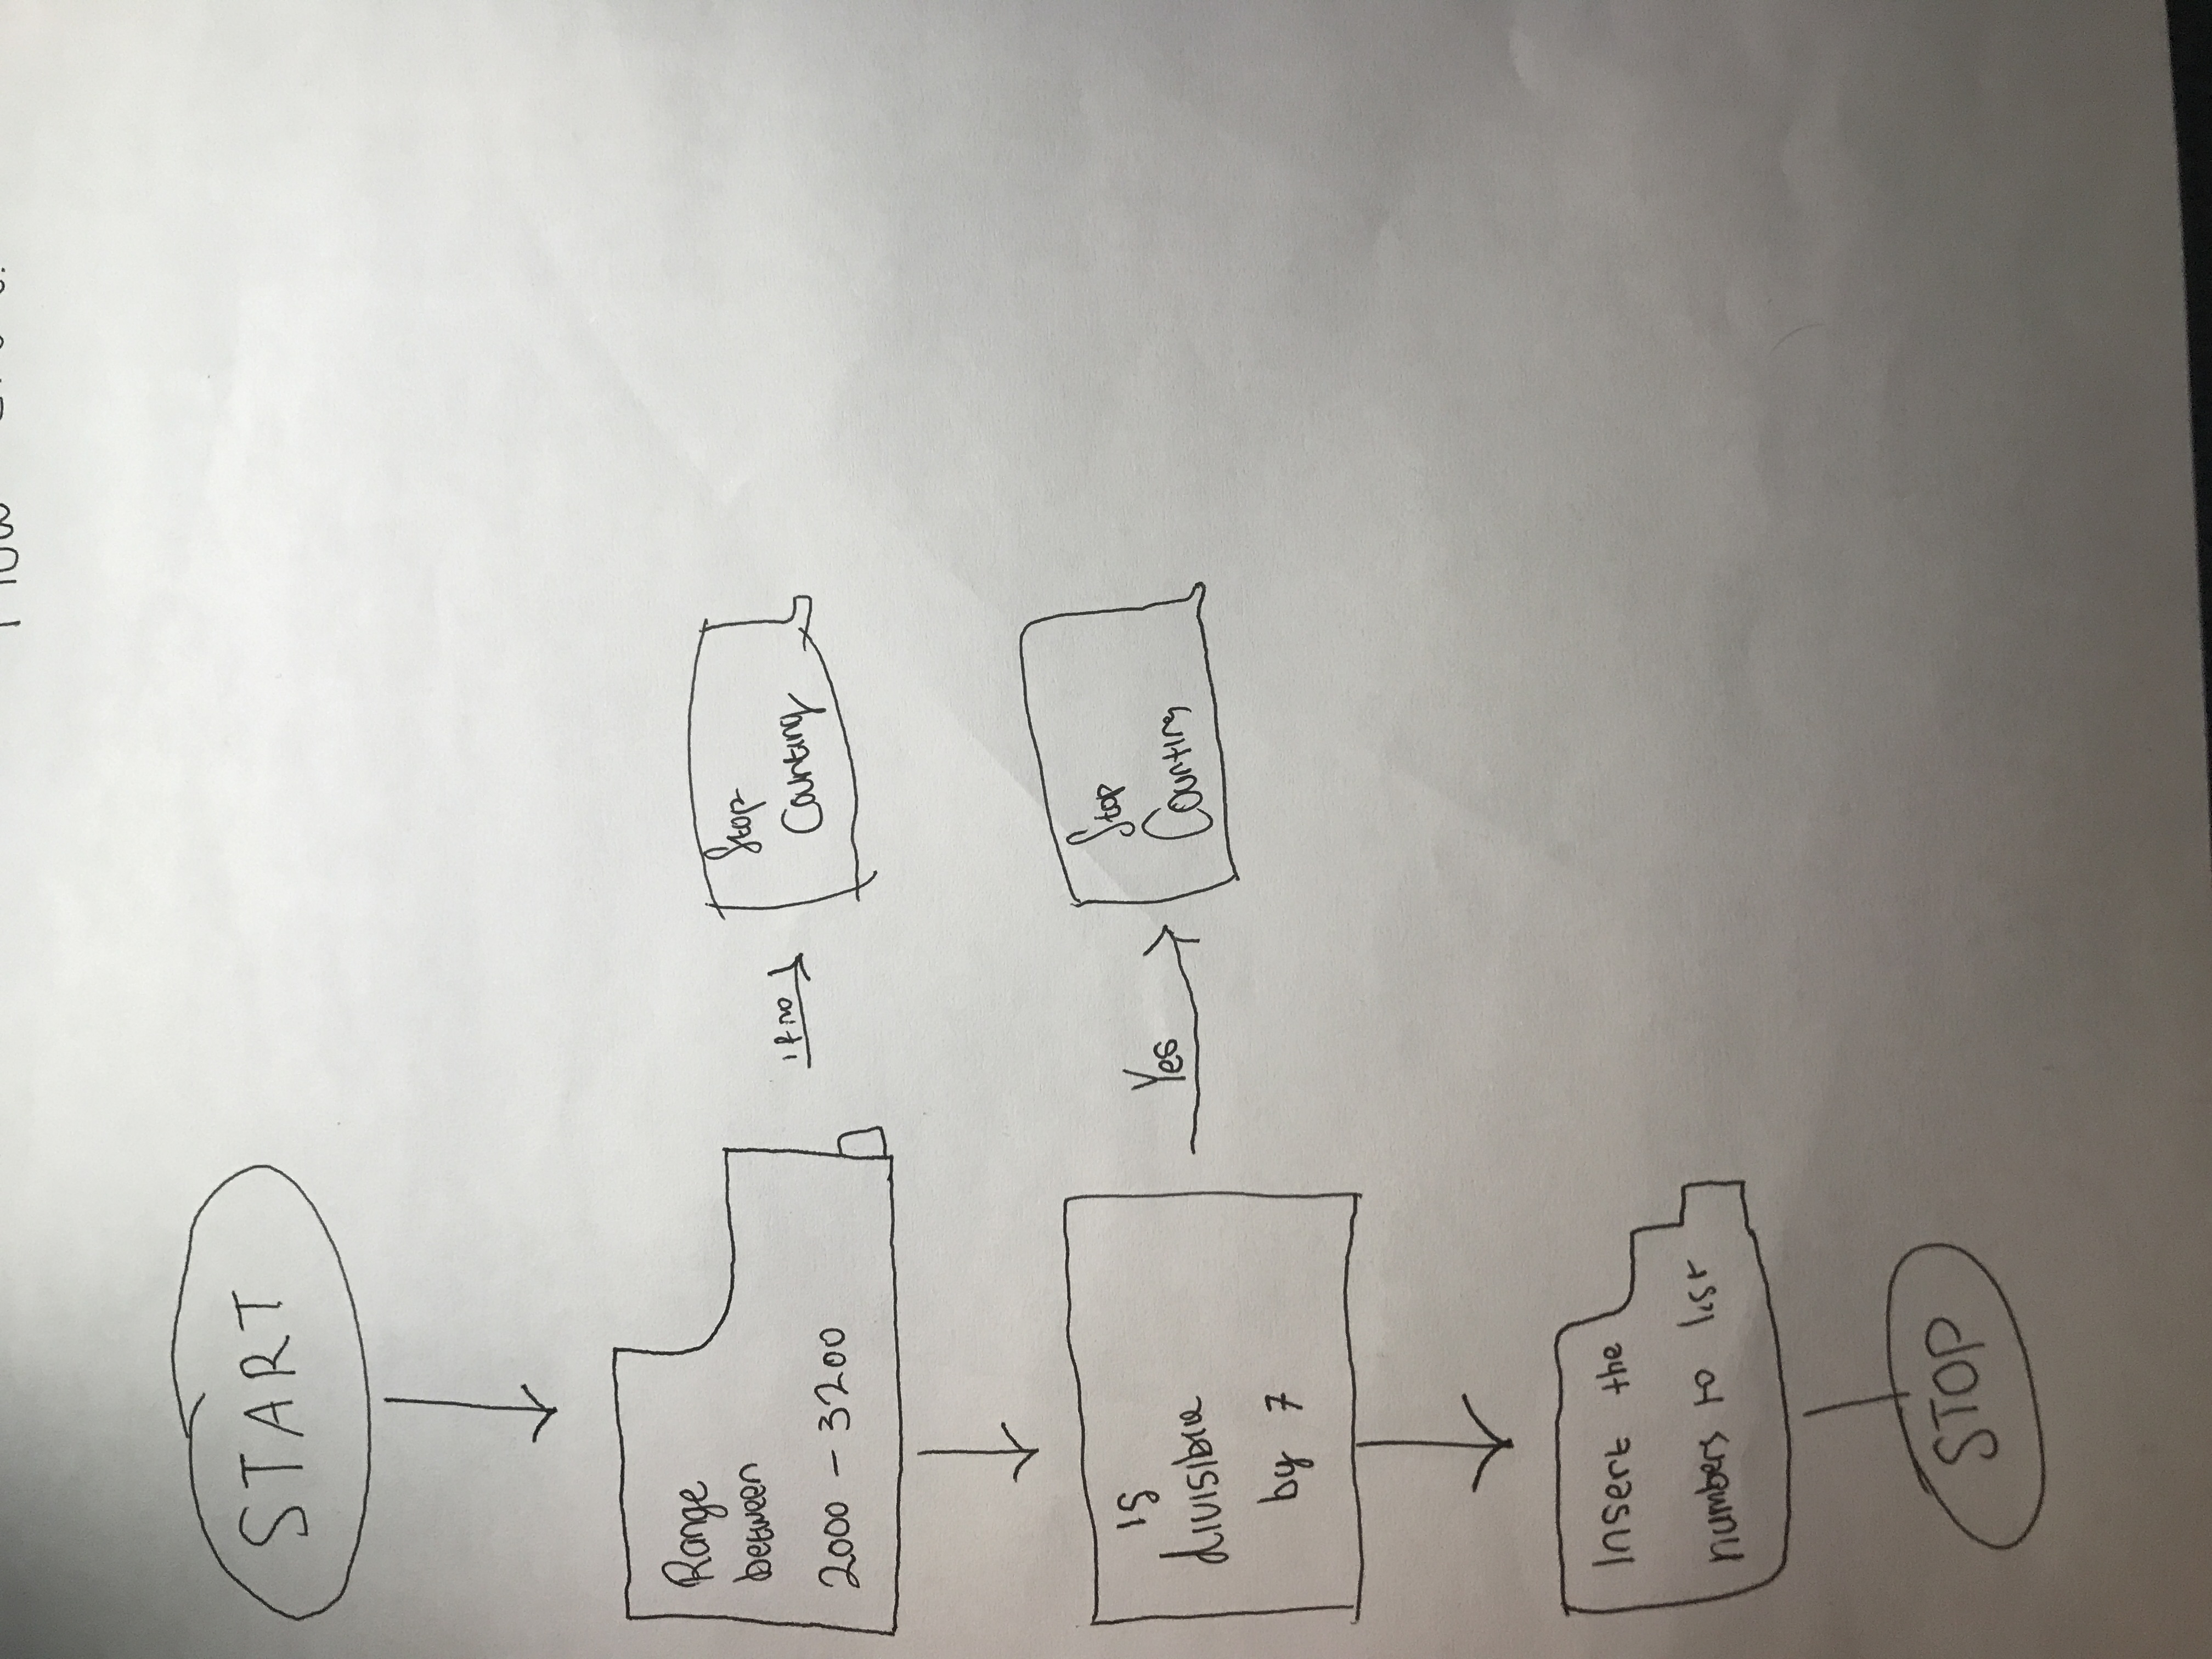 START
Range
between
2000 - 3200
if no
Stop
Counting
is
divisible
by 7
Yes
Stop
Counting
Insert the
numbers to list
STOP